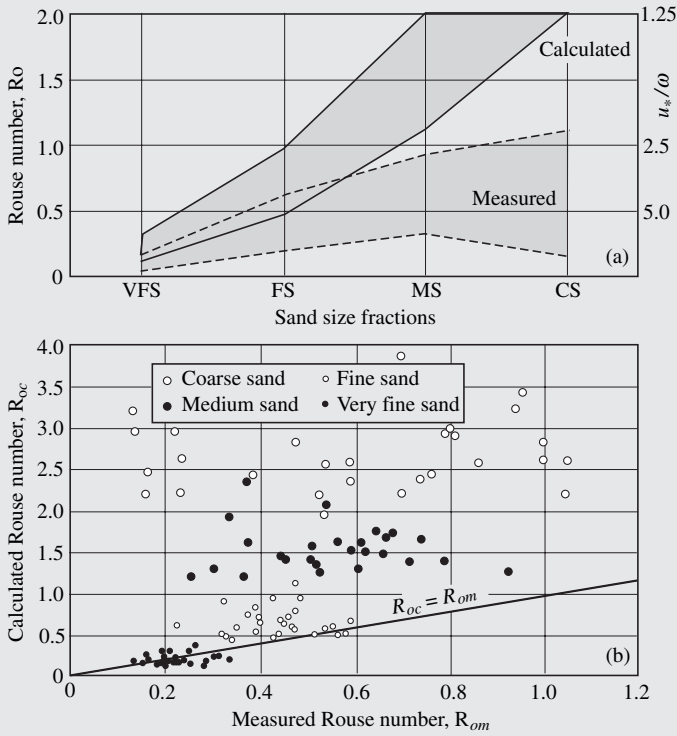 2.0
1.5
1.0
0.5
0
Rouse number, Ro
1.25
2.5
5.0
u*/ω
Calculated
Measured
(a)
VFS FS MS CS
Sand size fractions
4.0
3.5
3.0
2.5
2.0
1.5
1.0
0.5
0
Calculated Rouse number, Roc
Coarse sand Fine sand
Medium sand Very fine sand
Roc = Rom
(b)
0.2 0.4 0.6 0.8 1.0 1.2
Measured Rouse number, Rom